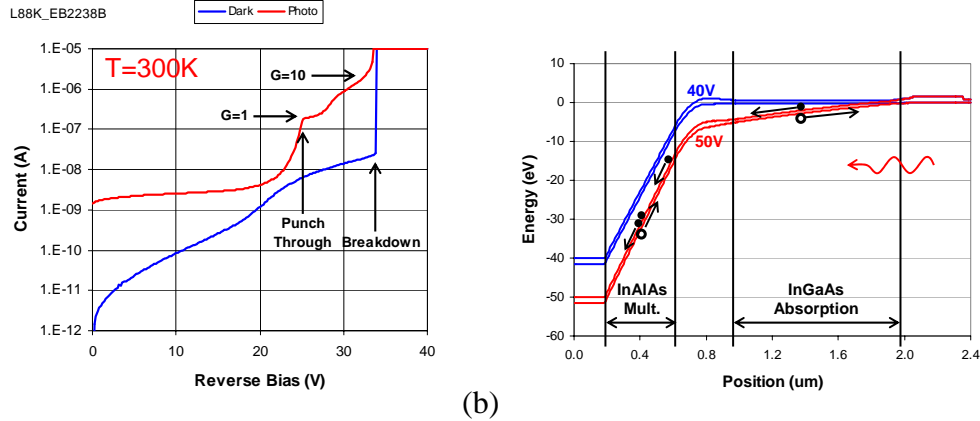 L88K_EB2238B
Dark Photo
1.E-05
1.E-06
1.E-07
1.E-08
1.E-09
1.E-10
1.E-11
1.E-12
T=300K
G=10
G=1
Punch
Through
Breakdown
Current (A)
0 10 20 30 40
Reverse Bias (V)
(b)
10
0
-10
-20
-30
-40
-50
-60
40V
50V
InAlAs
Mult.
InGaAs
Absorption
Energy (eV)
0.0 0.4 0.8 1.2 1.6 2.0 2.4
Position (um)